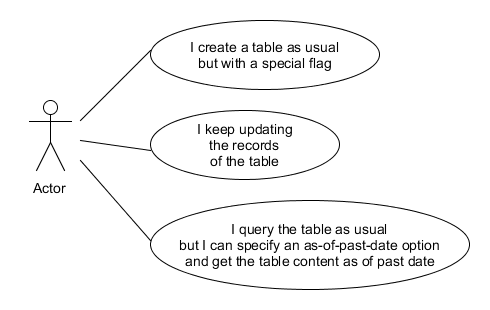 I create a table as usual
but with a special flag
I keep updating
the records
of the table
Actor
I query the table as usual
but I can specify an as-of-past-date option
and get the table content as of past date